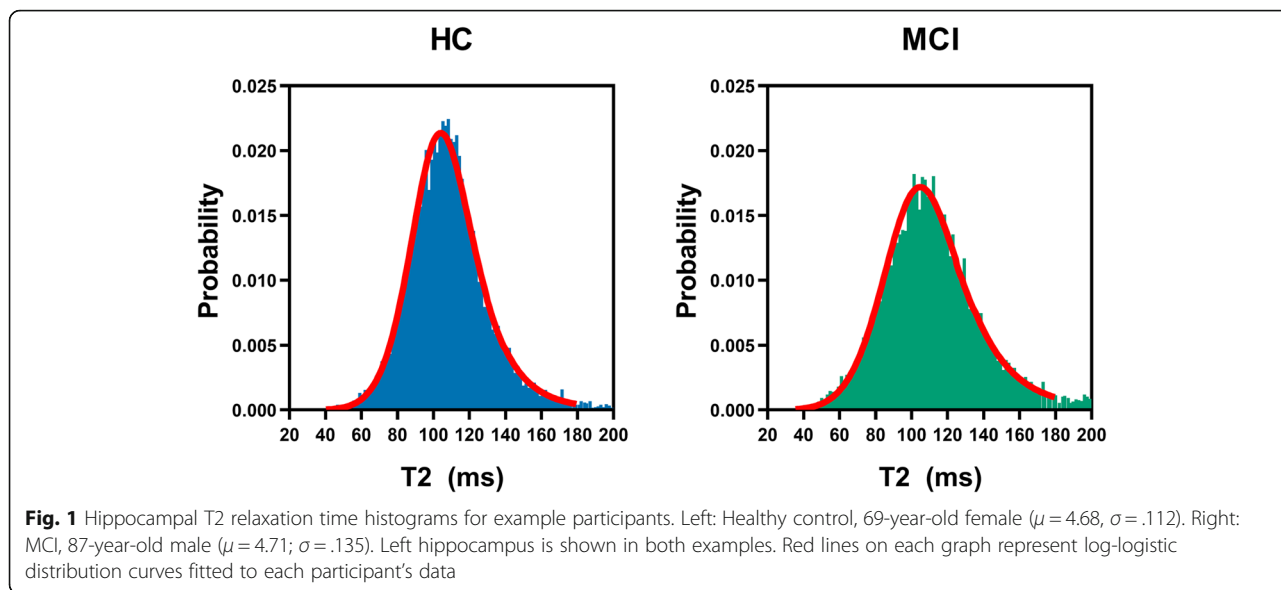 HC
MCI
0.025
0.020
0.015
0.010
0.005
0.000
Probability
20 40 60 80 100 120 140 160 180 200
T2 (ms)
0.025
0.020
0.015
0.010
0.005
0.000
Probability
20 40 60 80 100 120 140 160 180 200
T2 (ms)
Fig. 1 Hippocampal T2 relaxation time histograms for example participants. Left: Healthy control, 69-year-old female (μ = 4.68, σ = .112). Right:
MCI, 87-year-old male (μ = 4.71; σ = .135). Left hippocampus is shown in both examples. Red lines on each graph represent log-logistic
distribution curves fitted to each participant's data